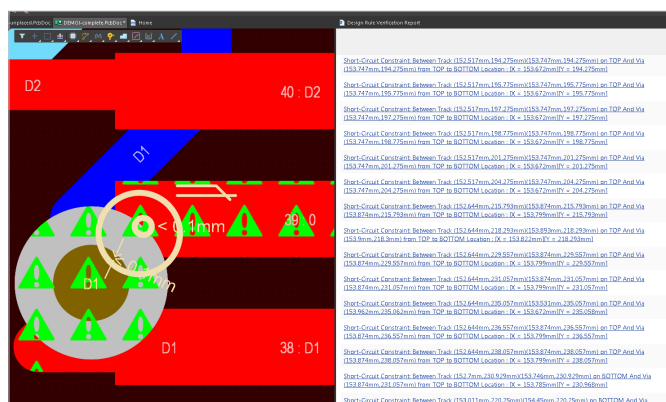 unplaced.PcbDoc
DEMO1-complete.PcbDoc *
Home
Design Rule Verification Report
D2
40 : D2
D1
39
0
< 0.1mm
D1
D1
38 : D1
Short-Circuit Constraint: Between Track (152.517mm,194.275mm)(153.747mm,194.275mm) on TOP And Via
(153.747mm,194.275mm) from TOP to BOTTOM Location : [X = 153.672mm][Y = 194.275mm]
Short-Circuit Constraint: Between Track (152.517mm,195.775mm)(153.747mm,195.775mm) on TOP And Via
(153.747mm,195.775mm) from TOP to BOTTOM Location : [X = 153.672mm][Y = 195.775mm]
Short-Circuit Constraint: Between Track (152.517mm,197.275mm)(153.747mm,197.275mm) on TOP And Via
(153.747mm,197.275mm) from TOP to BOTTOM Location : [X = 153.672mm][Y = 197.275mm]
Short-Circuit Constraint: Between Track (152.517mm,198.775mm)(153.747mm,198.775mm) on TOP And Via
(153.747mm,198.775mm) from TOP to BOTTOM Location : [X = 153.672mm][Y = 198.775mm]
Short-Circuit Constraint: Between Track (152.517mm,201.275mm)(153.747mm,201.275mm) on TOP And Via
(153.747mm,201.275mm) from TOP to BOTTOM Location : [X = 153.672mm][Y = 201.275mm]
Short-Circuit Constraint: Between Track (152.517mm,204.275mm)(153.747mm,204.275mm) on TOP And Via
(153.747mm,204.275mm) from TOP to BOTTOM Location : [X = 153.672mm][Y = 204.275mm]
Short-Circuit Constraint: Between Track (152.644mm,215.793mm)(153.874mm,215.793mm) on TOP And Via
(153.874mm,215.793mm) from TOP to BOTTOM Location : [X = 153.799mm][Y = 215.793mm]
Short-Circuit Constraint: Between Track (152.644mm,218.293mm)(153.893mm,218.293mm) on TOP And Via
(153.9mm,218.3mm) from TOP to BOTTOM Location : [X = 153.822mm][Y = 218.293mm]
Short-Circuit Constraint: Between Track (152.644mm,229.557mm)(153.874mm,229.557mm) on TOP And Via
(153.874mm,229.557mm) from TOP to BOTTOM Location : [X = 153.799mm][Y = 229.557mm]
Short-Circuit Constraint: Between Track (152.644mm,231.057mm)(153.874mm,231.057mm) on TOP And Via
(153.874mm,231.057mm) from TOP to BOTTOM Location : [X = 153.799mm][Y = 231.057mm]
Short-Circuit Constraint: Between Track (152.644mm,235.057mm)(153.531mm,235.057mm) on TOP And Via
(153.962mm,235.062mm) from TOP to BOTTOM Location : [X = 153.672mm][Y = 235.058mm]
Short-Circuit Constraint: Between Track (152.644mm,236.557mm)(153.874mm,236.557mm) on TOP And Via
(153.874mm,236.557mm) from TOP to BOTTOM Location : [X = 153.799mm][Y = 236.557mm]
Short-Circuit Constraint: Between Track (152.644mm,238.057mm)(153.874mm,238.057mm) on TOP And Via
(153.874mm,238.057mm) from TOP to BOTTOM Location : [X = 153.799mm][Y = 238.057mm]
Short-Circuit Constraint: Between Track (152.7mm,230.929mm)(153.746mm,230.929mm) on BOTTOM And Via
(153.874mm,231.057mm) from TOP to BOTTOM Location : [X = 153.785mm][Y = 230.968mm]
Short-Circuit Constraint: Between Track (153.011mm,220.25mm)(154.45mm,220.25mm) on BOTTOM And Via